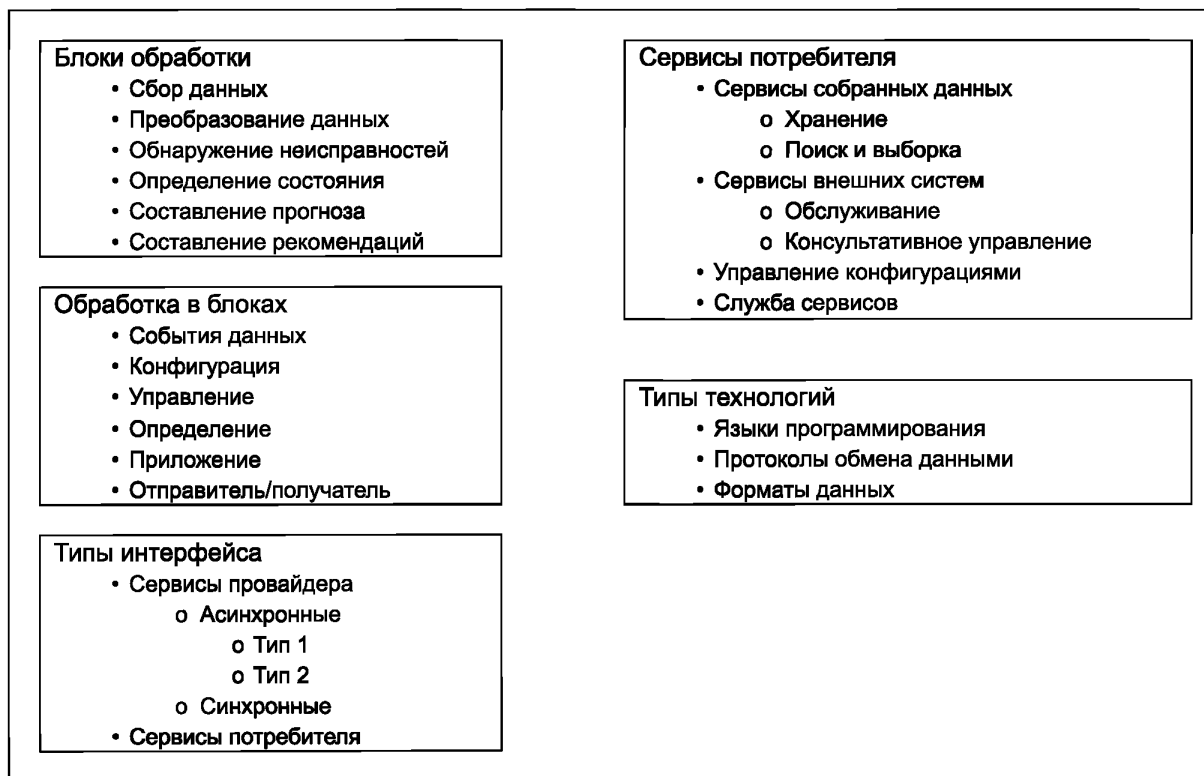 Блоки обработки
• Сбор данных
• Преобразование данных
• Обнаружение неисправностей
• Определение состояния
• Составление прогноза
• Составление рекомендаций
Обработка в блоках
• События данных
• Конфигурация
• Управление
• Определение
• Приложение
• Отправитель/получатель
Типы интерфейса
• Сервисы провайдера
o Асинхронные
o Тип 1
o Тип 2
o Синхронные
• Сервисы потребителя
Сервисы потребителя
• Сервисы собранных данных
o Хранение
o Поиск и выборка
• Сервисы внешних систем
o Обслуживание
o Консультативное управление
• Управление конфигурациями
• Служба сервисов
Типы технологий
• Языки программирования
• Протоколы обмена данными
• Форматы данных